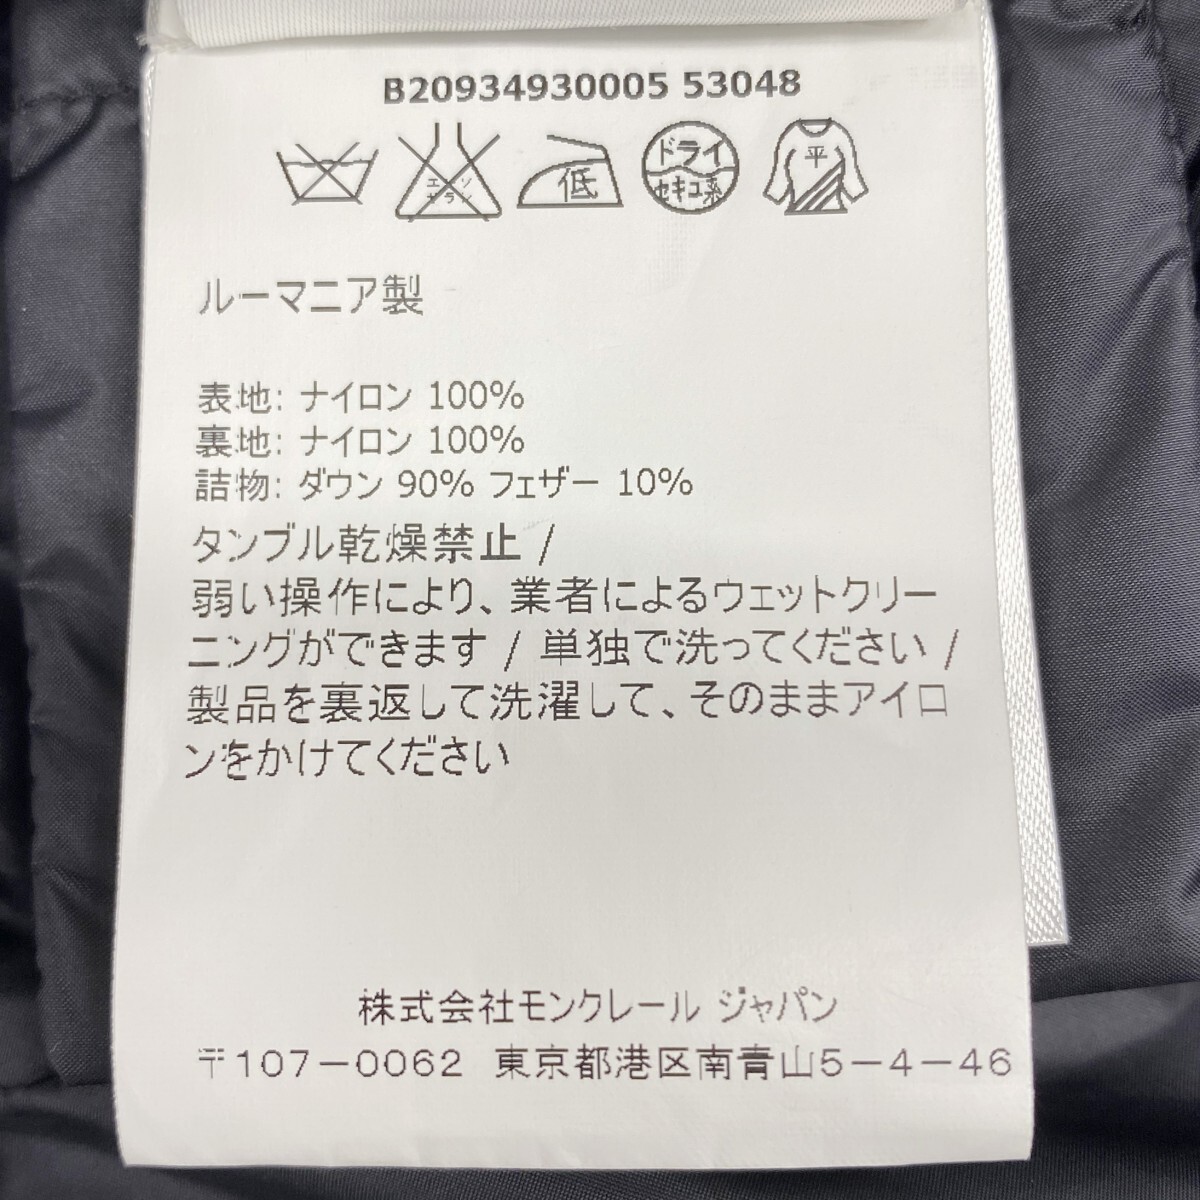 B20934930005 53048
エンソ
サラシ
低
ドライ
セキユ系
平
ルーマニア製
表地: ナイロン 100%
裏地: ナイロン 100%
詰物: ダウン 90% フェザー 10%
タンブル乾燥禁止 /
弱い操作により、業者によるウェットクリー
ニングができます / 単独で洗ってください /
製品を裏返して洗濯して、そのままアイロ
ンをかけてください
株式会社モンクレール ジャパン
〒107-0062 東京都港区南青山5-4-46